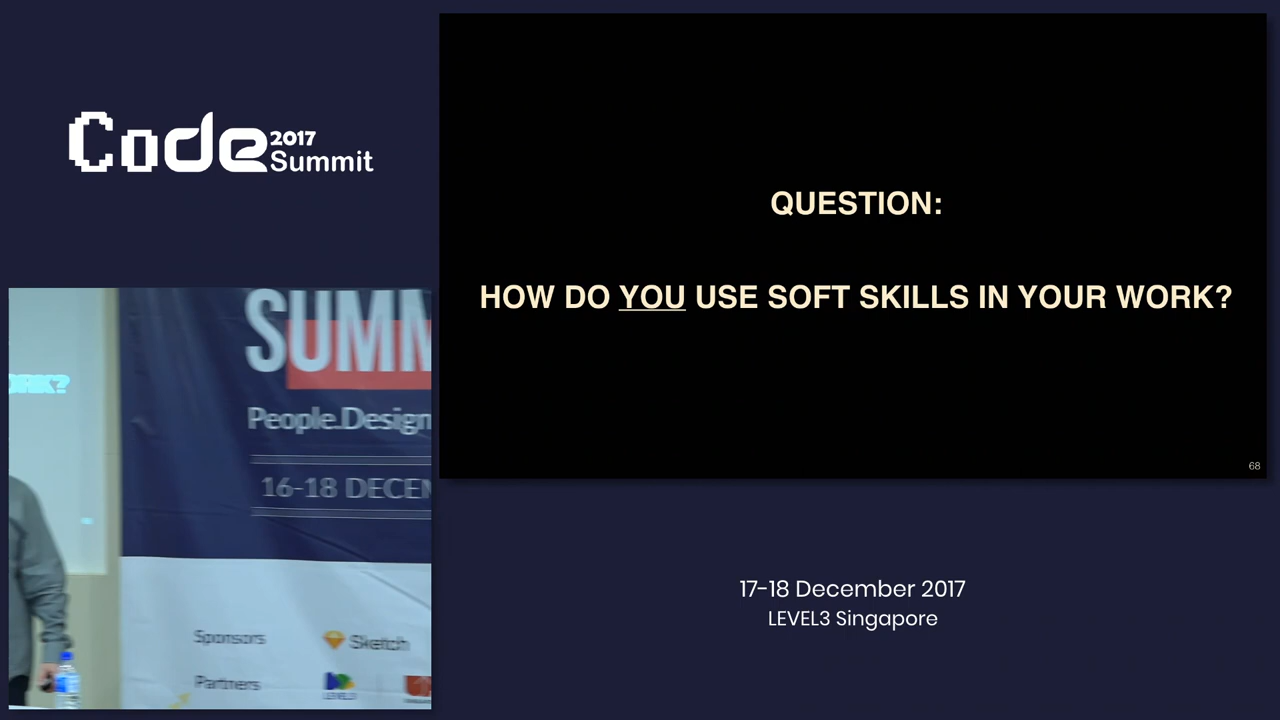 Code 2017
Summit
QUESTION:
HOW DO YOU USE SOFT SKILLS IN YOUR WORK?
68
SUMM
People.Design
16-18 DECEM
Sponsors
Sketch
Partners
LEVEL3
17-18 December 2017
LEVEL3 Singapore